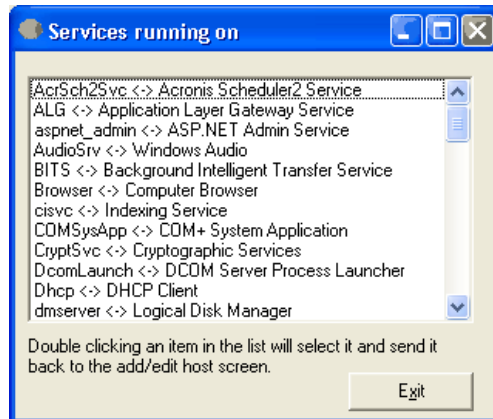 Services running on
AcrSch2Svc <-> Acronis Scheduler2 Service
ALG <-> Application Layer Gateway Service
aspnet_admin <-> ASP.NET Admin Service
AudioSrv <-> Windows Audio
BITS <-> Background Intelligent Transfer Service
Browser <-> Computer Browser
cisvc <-> Indexing Service
COMSysApp <-> COM+ System Application
CryptSvc <-> Cryptographic Services
DcomLaunch <-> DCOM Server Process Launcher
Dhcp <-> DHCP Client
dmserver <-> Logical Disk Manager
Double clicking an item in the list will select it and send it
back to the add/edit host screen.
Exit